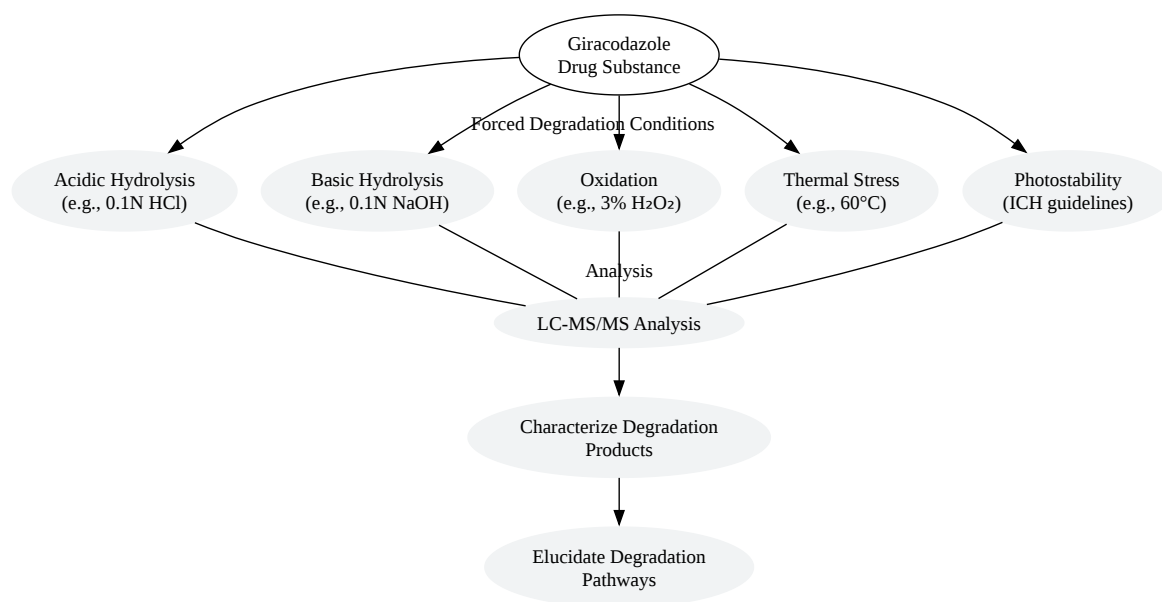 Giracodazole
Drug Substance
Forced Degradation Conditions
Acidic Hydrolysis
(e.g., 0.1N HCl)
Basic Hydrolysis
(e.g., 0.1N NaOH)
Oxidation
(e.g., 3% H₂O₂)
Thermal Stress
(e.g., 60°C)
Photostability
(ICH guidelines)
Analysis
LC-MS/MS Analysis
Characterize Degradation
Products
Elucidate Degradation
Pathways